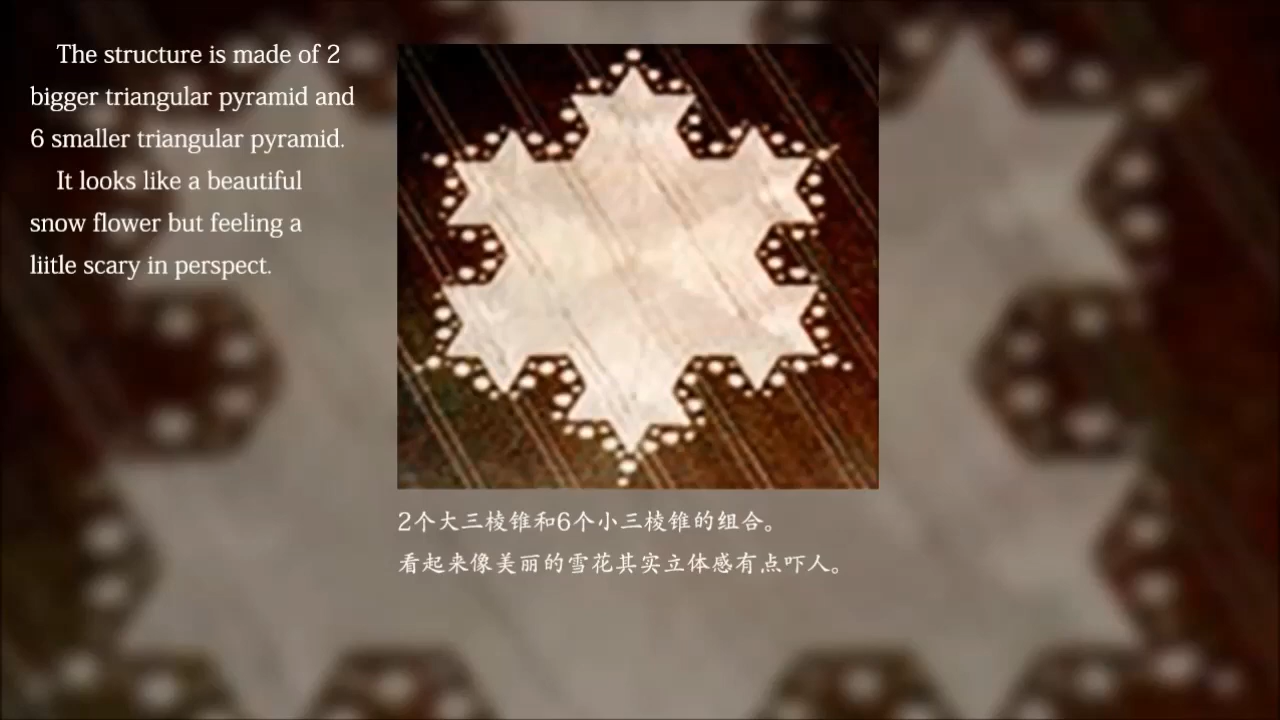 The structure is made of 2
bigger triangular pyramid and
6 smaller triangular pyramid.
It looks like a beautiful
snow flower but feeling a
liitle scary in perspect.
2个大三棱锥和6个小三棱锥的组合。
看起来像美丽的雪花其实立体感有点吓人。